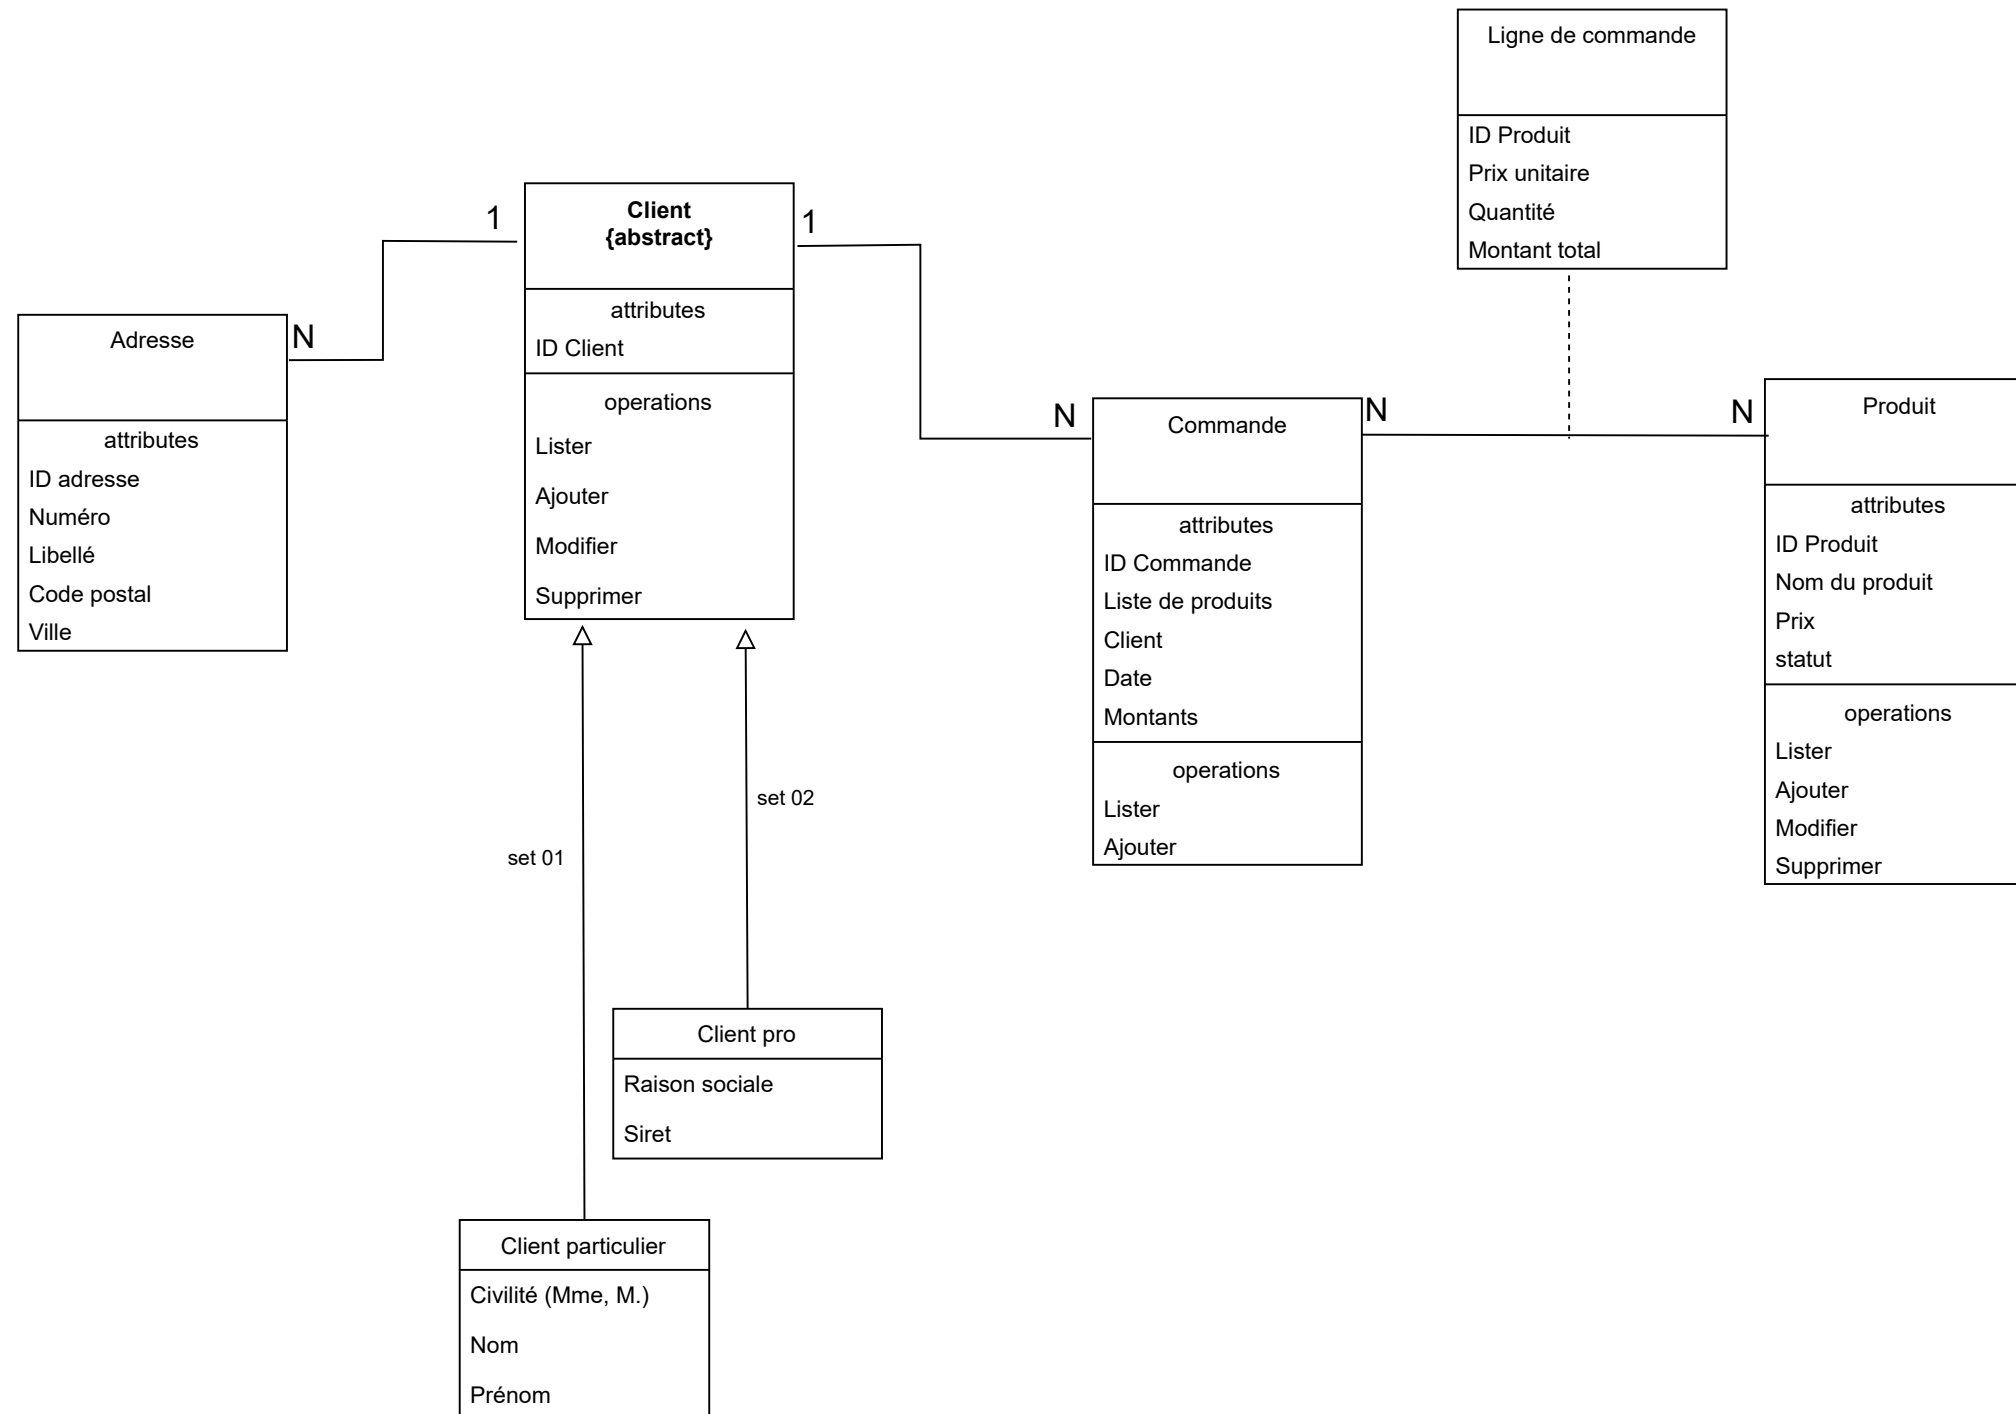 Ligne de commande
ID Produit
Prix unitaire
Quantité
Montant total
1
Client
{abstract}
1
attributes
ID Client
operations
Lister
Ajouter
Modifier
Supprimer
Adresse
N
attributes
ID adresse
Numéro
Libellé
Code postal
Ville
N
Commande
N
attributes
ID Commande
Liste de produits
Client
Date
Montants
operations
Lister
Ajouter
N
Produit
attributes
ID Produit
Nom du produit
Prix
statut
operations
Lister
Ajouter
Modifier
Supprimer
set 02
set 01
Client pro
Raison sociale
Siret
Client particulier
Civilité (Mme, M.)
Nom
Prénom